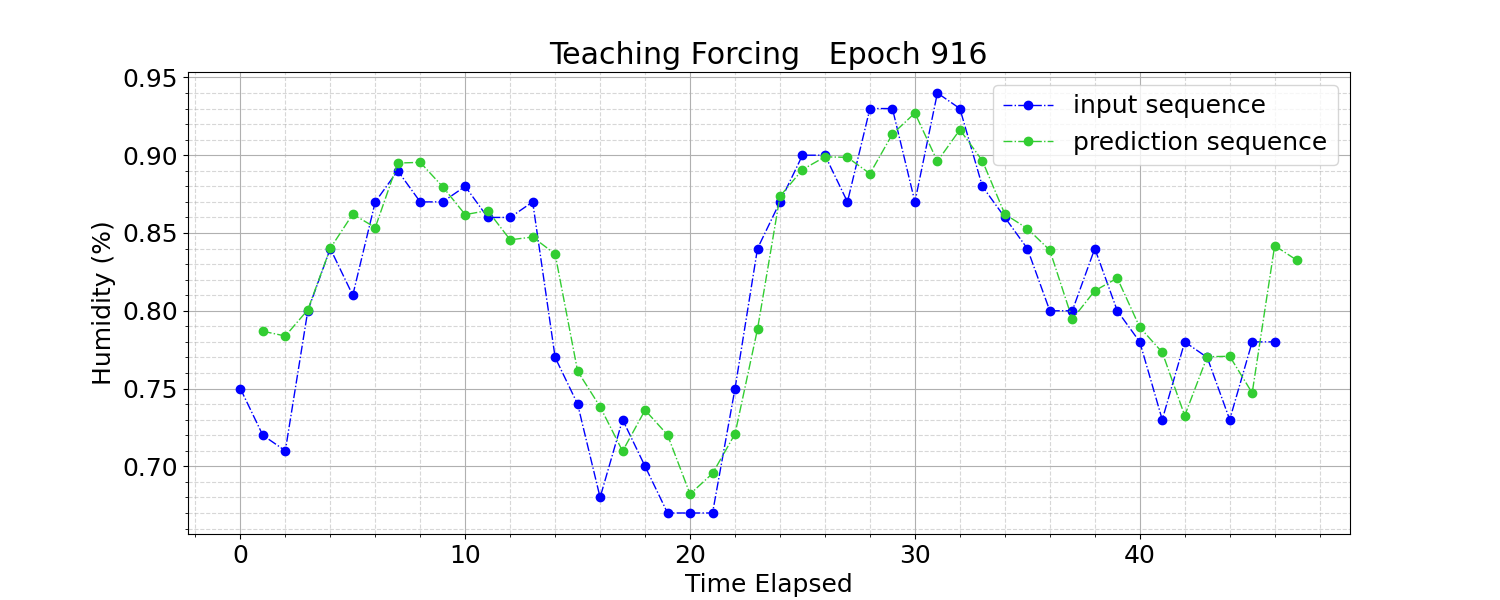 Teaching Forcing   Epoch 916
input sequence
prediction sequence
Humidity (%)
0.95
0.90
0.85
0.80
0.75
0.70
0 10 20 30 40
Time Elapsed